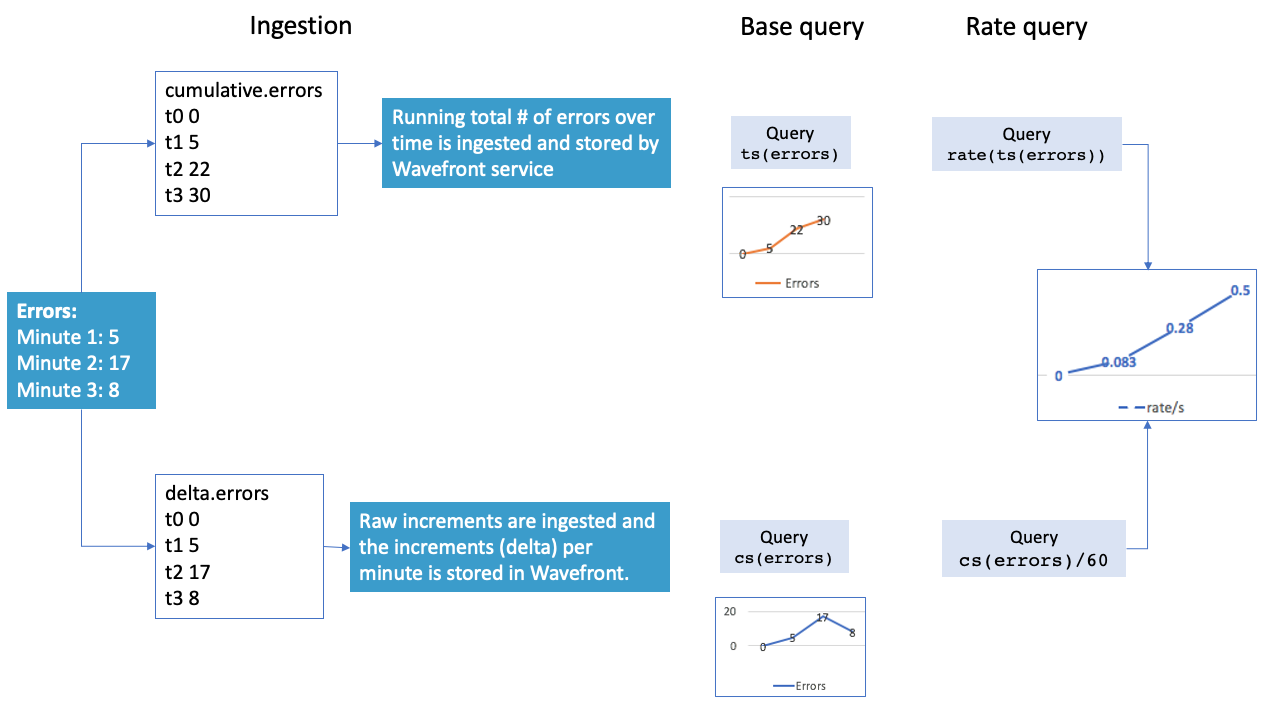 Ingestion
Base query
Rate query
cumulative.errors
t0 0
t1 5
t2 22
t3 30
Running total # of errors over
time is ingested and stored by
Wavefront service
Query
ts(errors)
Query
rate(ts(errors))
0
5
22
30
Errors
Errors:
Minute 1: 5
Minute 2: 17
Minute 3: 8
0
0.083
0.28
0.5
rate/s
delta.errors
t0 0
t1 5
t2 17
t3 8
Raw increments are ingested and
the increments (delta) per
minute is stored in Wavefront.
Query
cs(errors)
Query
cs(errors)/60
20
0
0
5
17
8
Errors